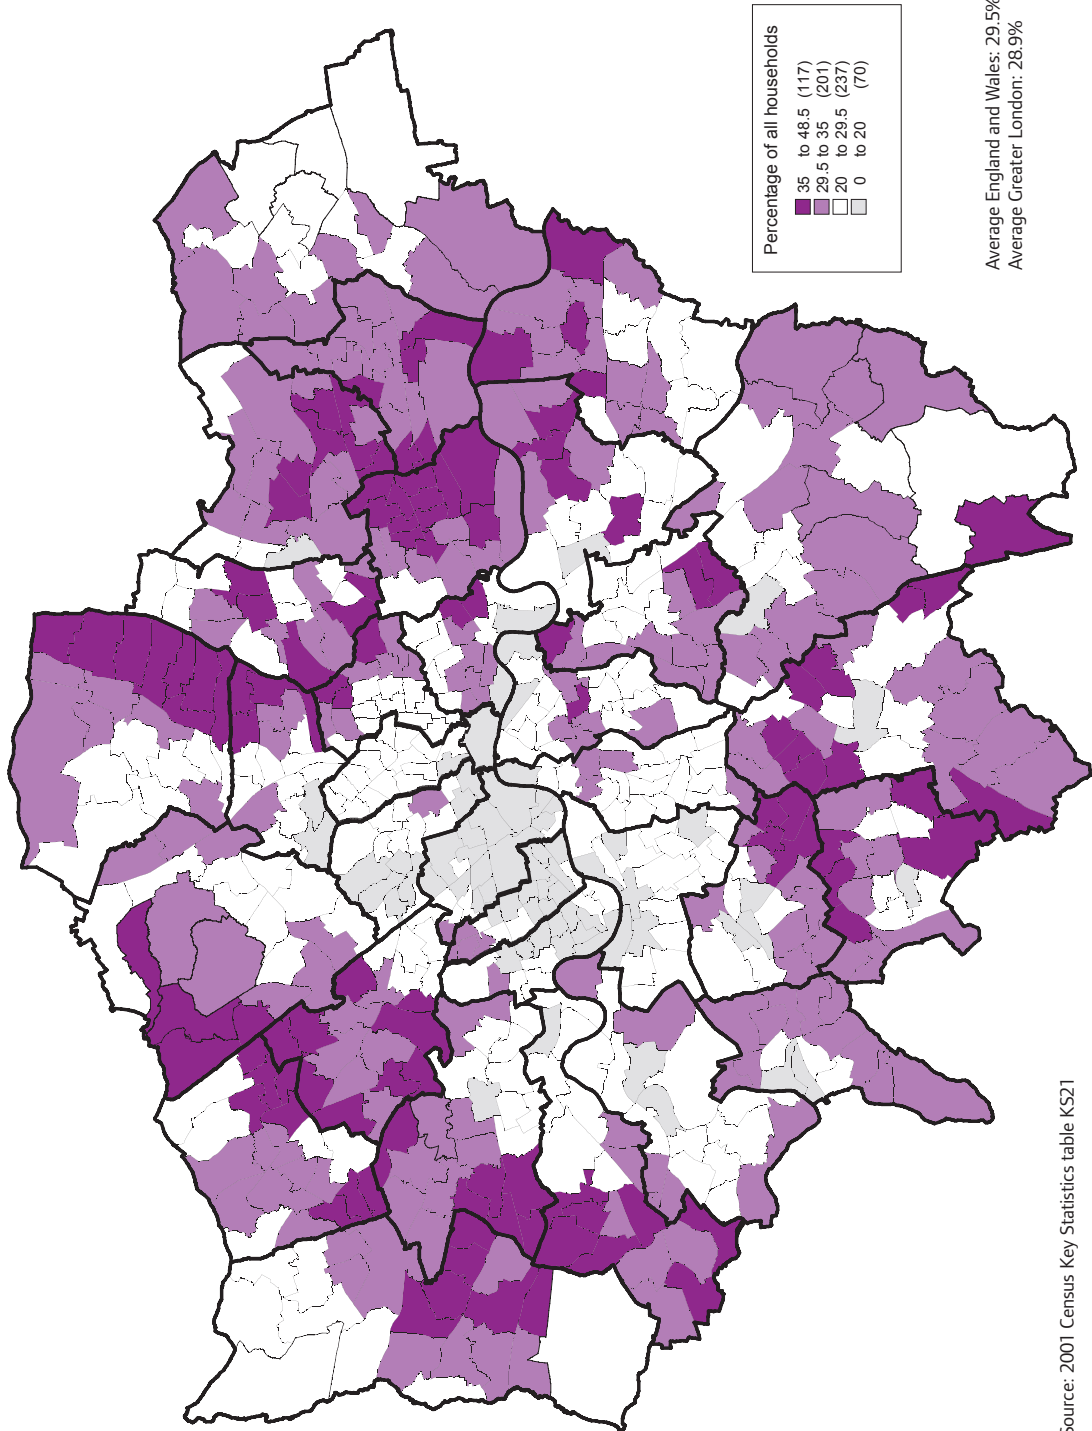 Percentage of all households
35 to 48.5 (117)
29.5 to 35 (201)
20 to 29.5 (237)
0 to 20 (70)
Average England and Wales: 29.5%
Average Greater London: 28.9%
Source: 2001 Census Key Statistics table KS21